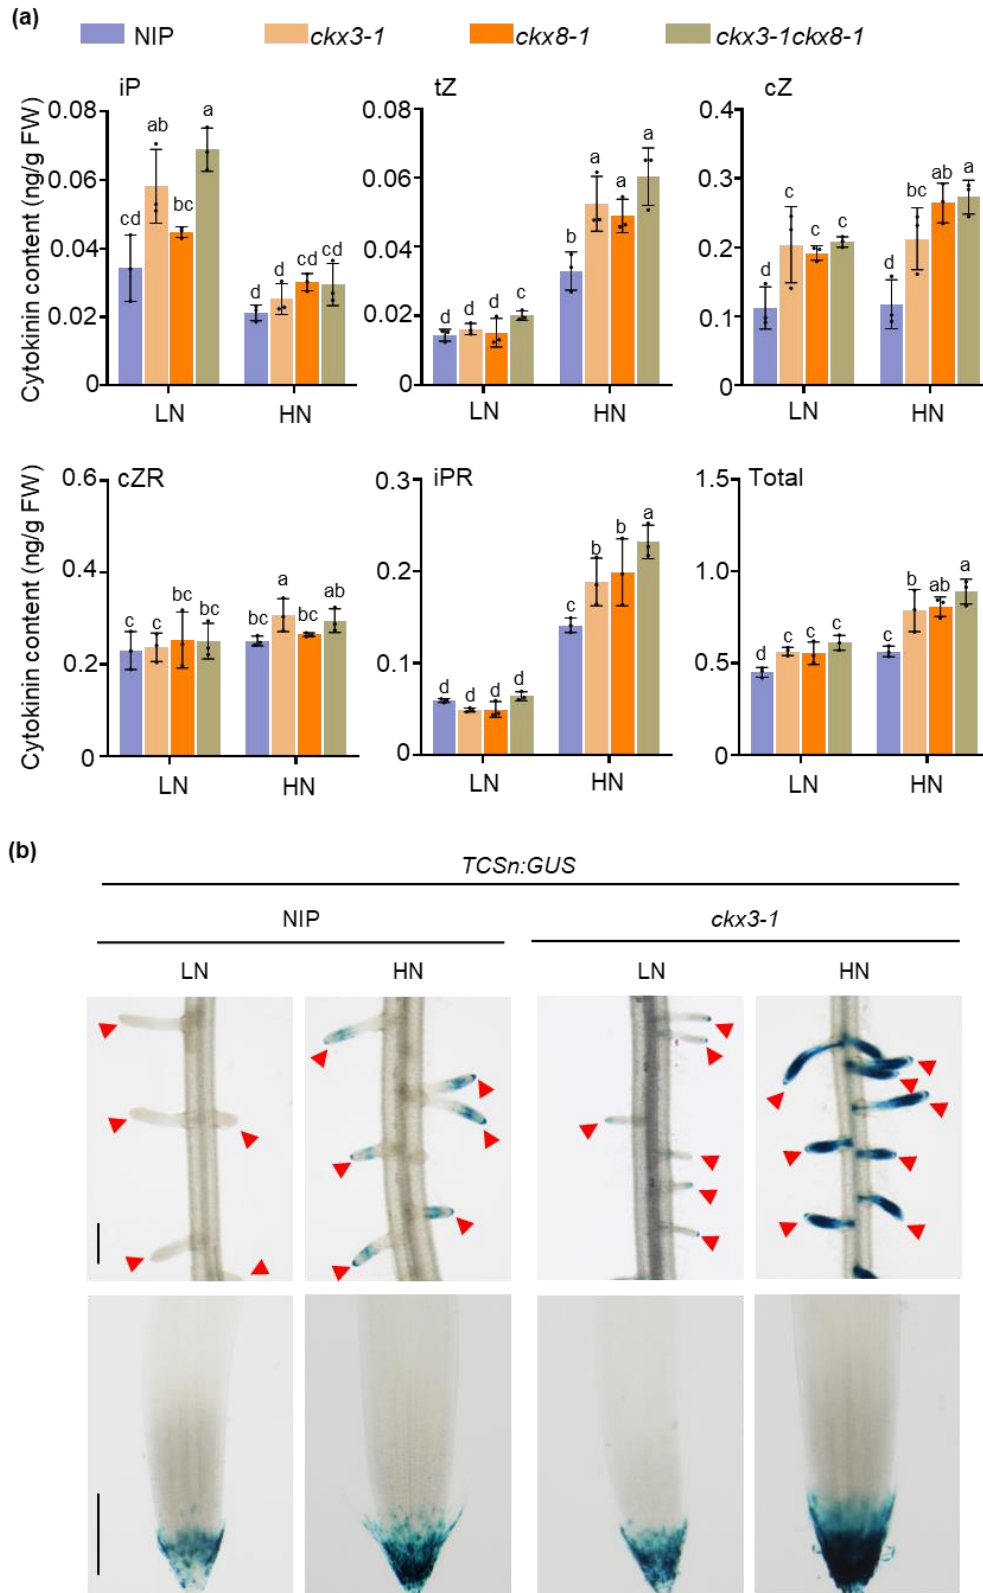 (a)
NIP ckx3-1 ckx8-1 ckx3-1ckx8-1
iP
Cytokinin content (ng/g FW)
0.08
0.06
0.04
0.02
0
cd ab bc a
d d cd cd
LN HN
tZ
0.08
0.06
0.04
0.02
0
d d d c
b a a a
LN HN
cZ
0.4
0.3
0.2
0.1
0
d c c c
d bc ab a
LN HN
cZR
Cytokinin content (ng/g FW)
0.6
0.4
0.2
0
c c bc bc
bc a bc ab
LN HN
iPR
0.3
0.2
0.1
0
d d d d
c b b a
LN HN
Total
1.5
1.0
0.5
0
d c c c
c b ab a
LN HN
(b)
TCSn:GUS
NIP ckx3-1
LN HN LN HN